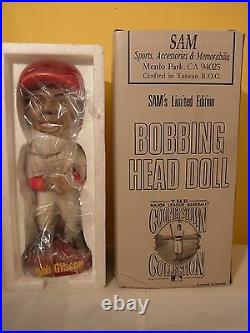 SAM
Sports, Accessories & Memorabilia
Menlo Park, CA 94025
Crafted in Taiwan R.O.C.
SAM's Limited Edition
BOBBING
HEAD DOLL
THE
MAJOR LEAGUE BASEBALL
COOPERSTOWN
COLLECTION
Bob Gibson